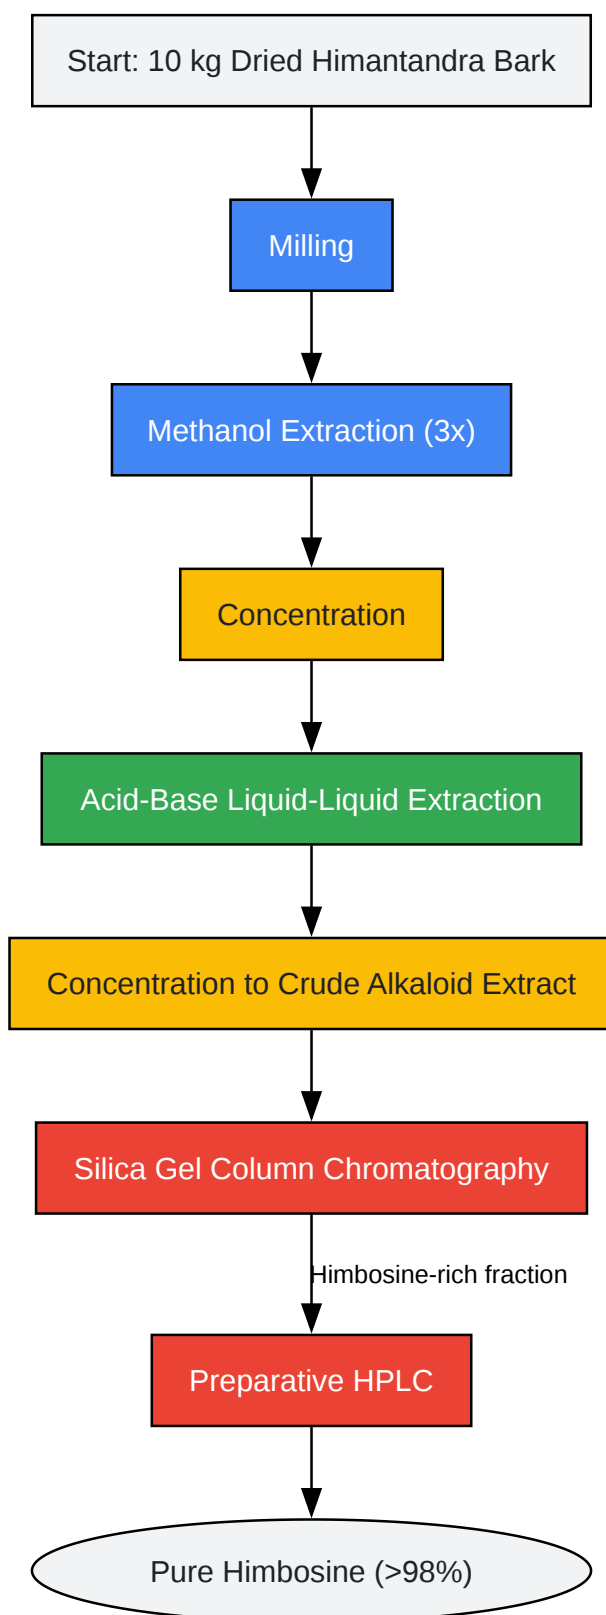 Start: 10 kg Dried Himantandra Bark
Milling
Methanol Extraction (3x)
Concentration
Acid-Base Liquid-Liquid Extraction
Concentration to Crude Alkaloid Extract
Silica Gel Column Chromatography
Himbosine-rich fraction
Preparative HPLC
Pure Himbosine (>98%)